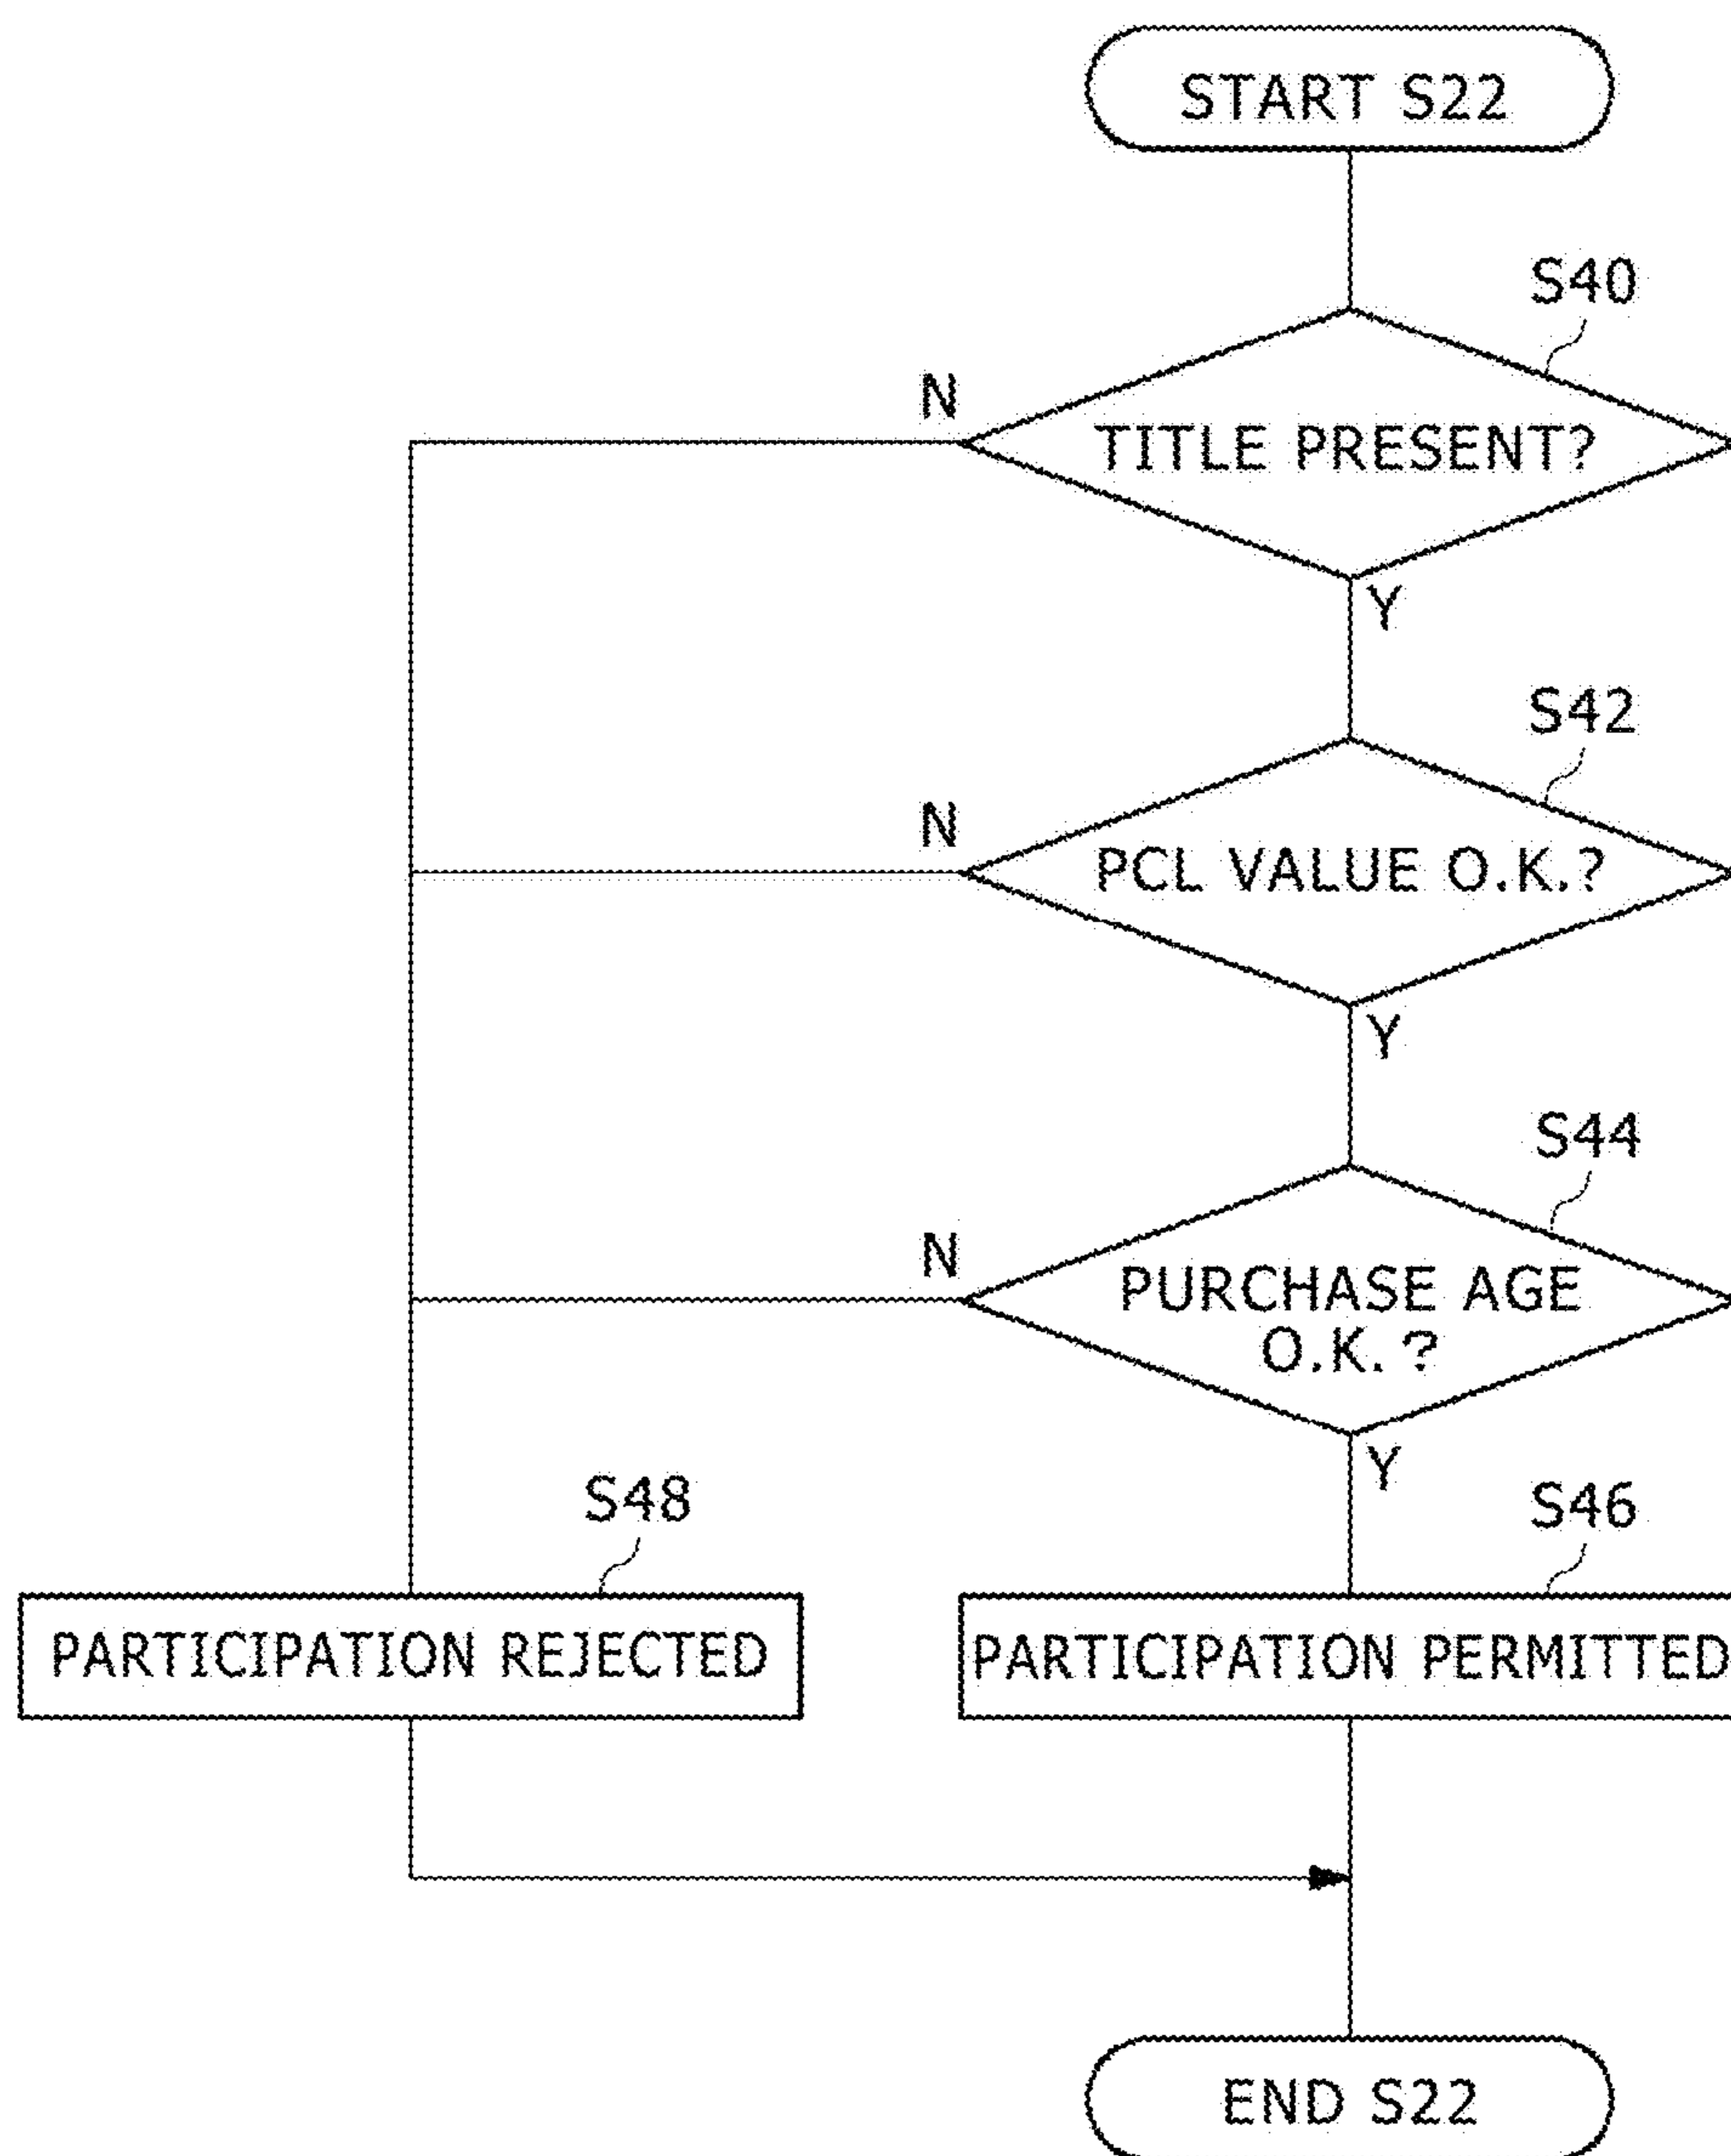 START S22
S40
N
TITLE PRESENT?
Y
S42
N
PCL VALUE O.K.?
Y
S44
N
PURCHASE AGE
O.K. ?
Y
S48
S46
PARTICIPATION REJECTED
PARTICIPATION PERMITTED
END S22